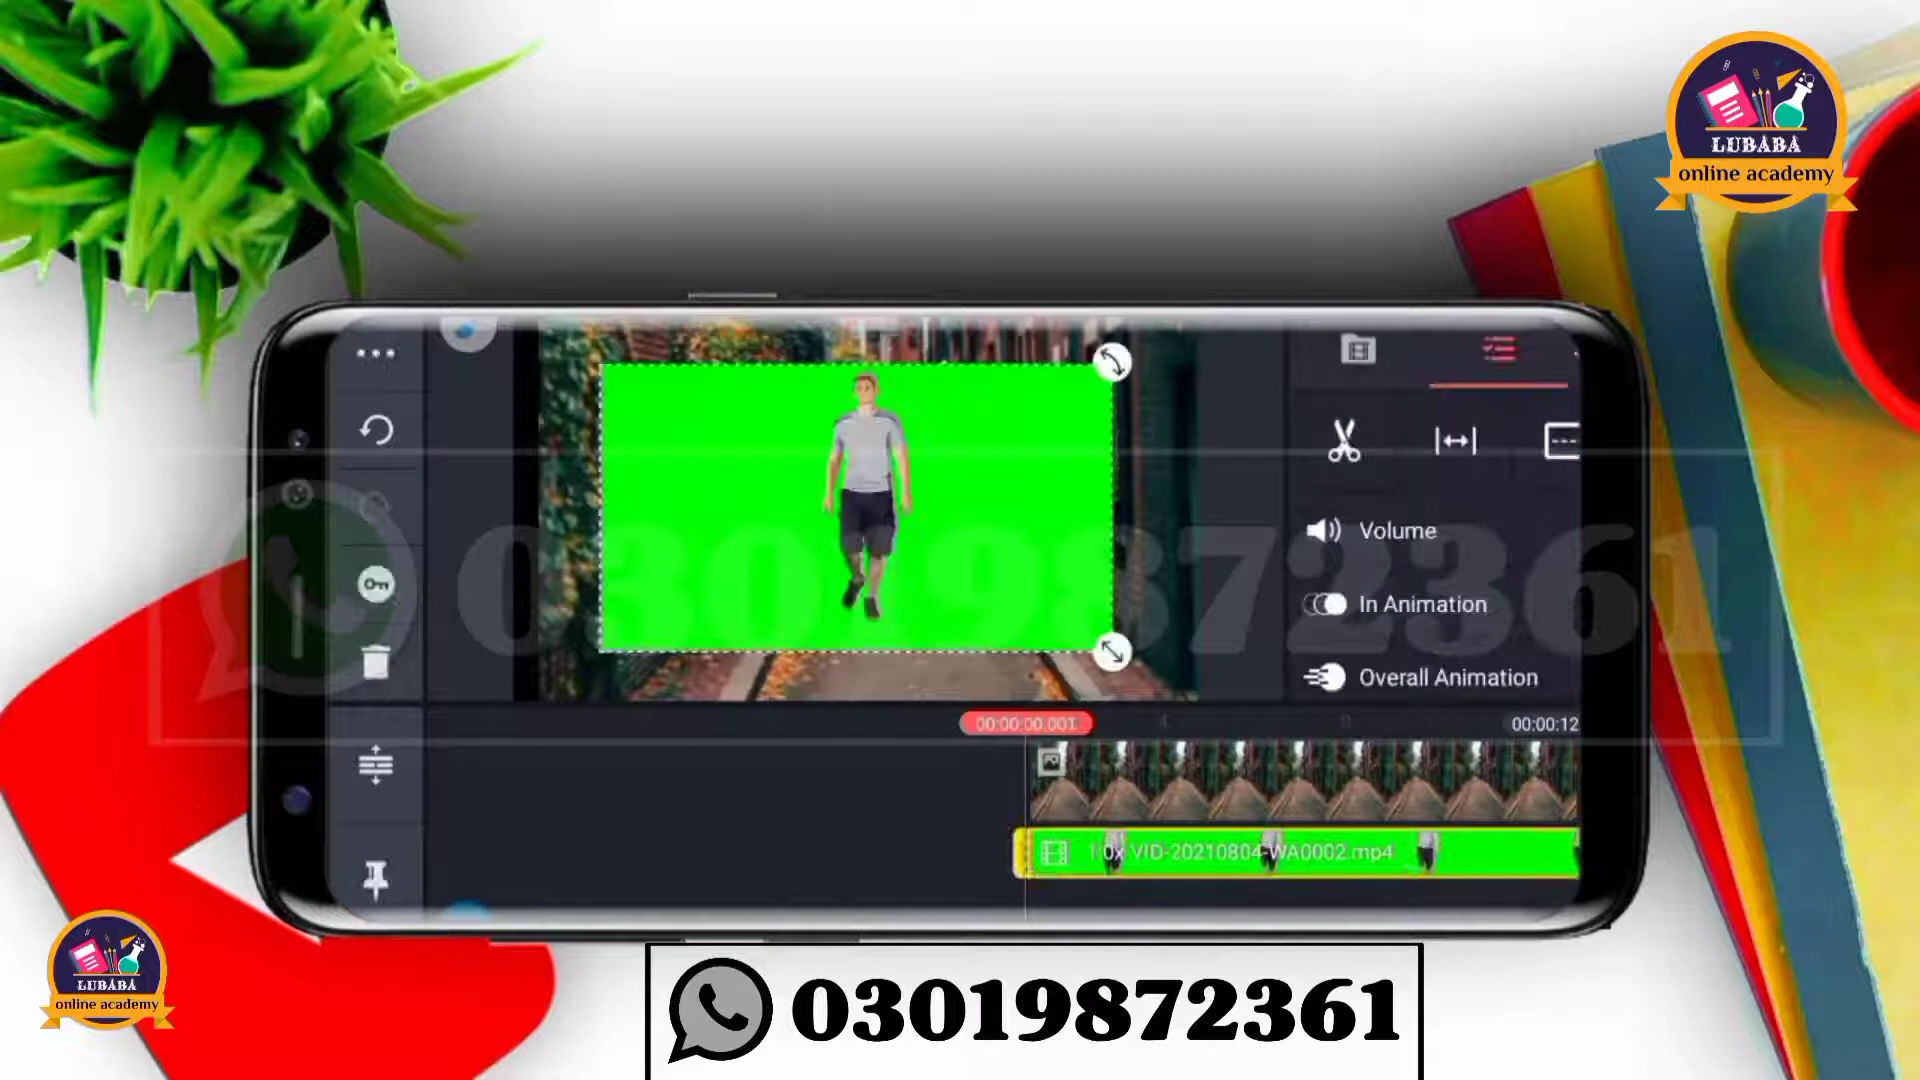 LUBABA
online academy
Volume
In Animation
Overall Animation
00:00:00.001
00:00:12
1.0x VID-20210804-WA0002.mp4
03019872361
LUBABA
online academy
03019872361